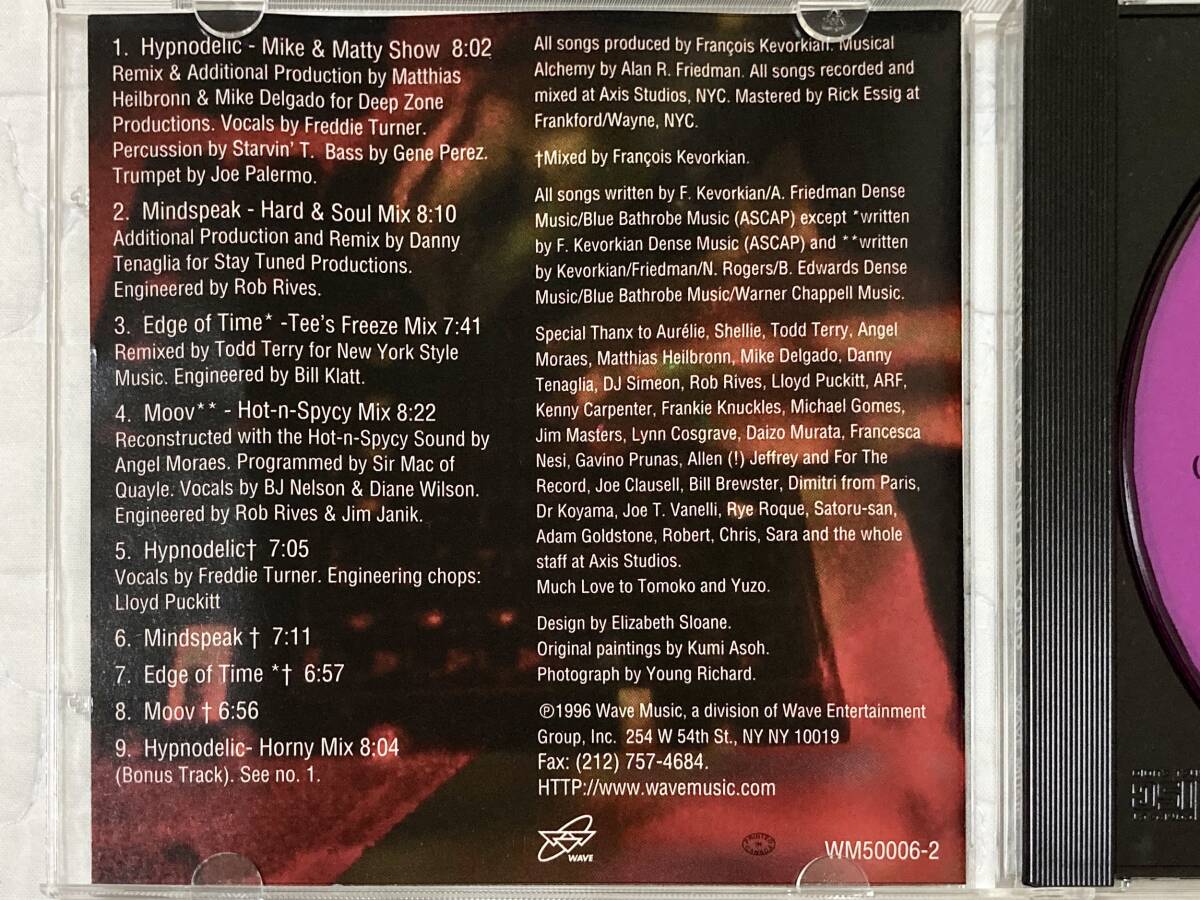 1. Hypnodelic - Mike & Matty Show 8:02
Remix & Additional Production by Matthias
Heilbronn & Mike Delgado for Deep Zone
Productions. Vocals by Freddie Turner.
Percussion by Starvin' T. Bass by Gene Perez.
Trumpet by Joe Palermo.
2. Mindspeak - Hard & Soul Mix 8:10
Additional Production and Remix by Danny
Tenaglia for Stay Tuned Productions.
Engineered by Rob Rives.
3. Edge of Time* -Tee's Freeze Mix 7:41
Remixed by Todd Terry for New York Style
Music. Engineered by Bill Klatt.
4. Moov** - Hot-n-Spycy Mix 8:22
Reconstructed with the Hot-n-Spycy Sound by
Angel Moraes. Programmed by Sir Mac of
Quayle. Vocals by BJ Nelson & Diane Wilson.
Engineered by Rob Rives & Jim Janik.
5. Hypnodelic† 7:05
Vocals by Freddie Turner. Engineering chops:
Lloyd Puckitt
6. Mindspeak † 7:11
7. Edge of Time *† 6:57
8. Moov † 6:56
9. Hypnodelic- Horny Mix 8:04
(Bonus Track). See no. 1.
All songs produced by François Kevorkian. Musical
Alchemy by Alan R. Friedman. All songs recorded and
mixed at Axis Studios, NYC. Mastered by Rick Essig at
Frankford/Wayne, NYC.
†Mixed by François Kevorkian.
All songs written by F. Kevorkian/A. Friedman Dense
Music/Blue Bathrobe Music (ASCAP) except *written
by F. Kevorkian Dense Music (ASCAP) and **written
by Kevorkian/Friedman/N. Rogers/B. Edwards Dense
Music/Blue Bathrobe Music/Warner Chappell Music.
Special Thanx to Aurélie, Shellie, Todd Terry, Angel
Moraes, Matthias Heilbronn, Mike Delgado, Danny
Tenaglia, DJ Simeon, Rob Rives, Lloyd Puckitt, ARF,
Kenny Carpenter, Frankie Knuckles, Michael Gomes,
Jim Masters, Lynn Cosgrave, Daizo Murata, Francesca
Nesi, Gavino Prunas, Allen (!) Jeffrey and For The
Record, Joe Clausell, Bill Brewster, Dimitri from Paris,
Dr Koyama, Joe T. Vanelli, Rye Roque, Satoru-san,
Adam Goldstone, Robert, Chris, Sara and the whole
staff at Axis Studios.
Much Love to Tomoko and Yuzo.
Design by Elizabeth Sloane.
Original paintings by Kumi Asoh.
Photograph by Young Richard.
℗1996 Wave Music, a division of Wave Entertainment
Group, Inc. 254 W 54th St., NY NY 10019
Fax: (212) 757-4684.
HTTP://www.wavemusic.com
WAVE
PRINTED
IN
CANADA
WM50006-2